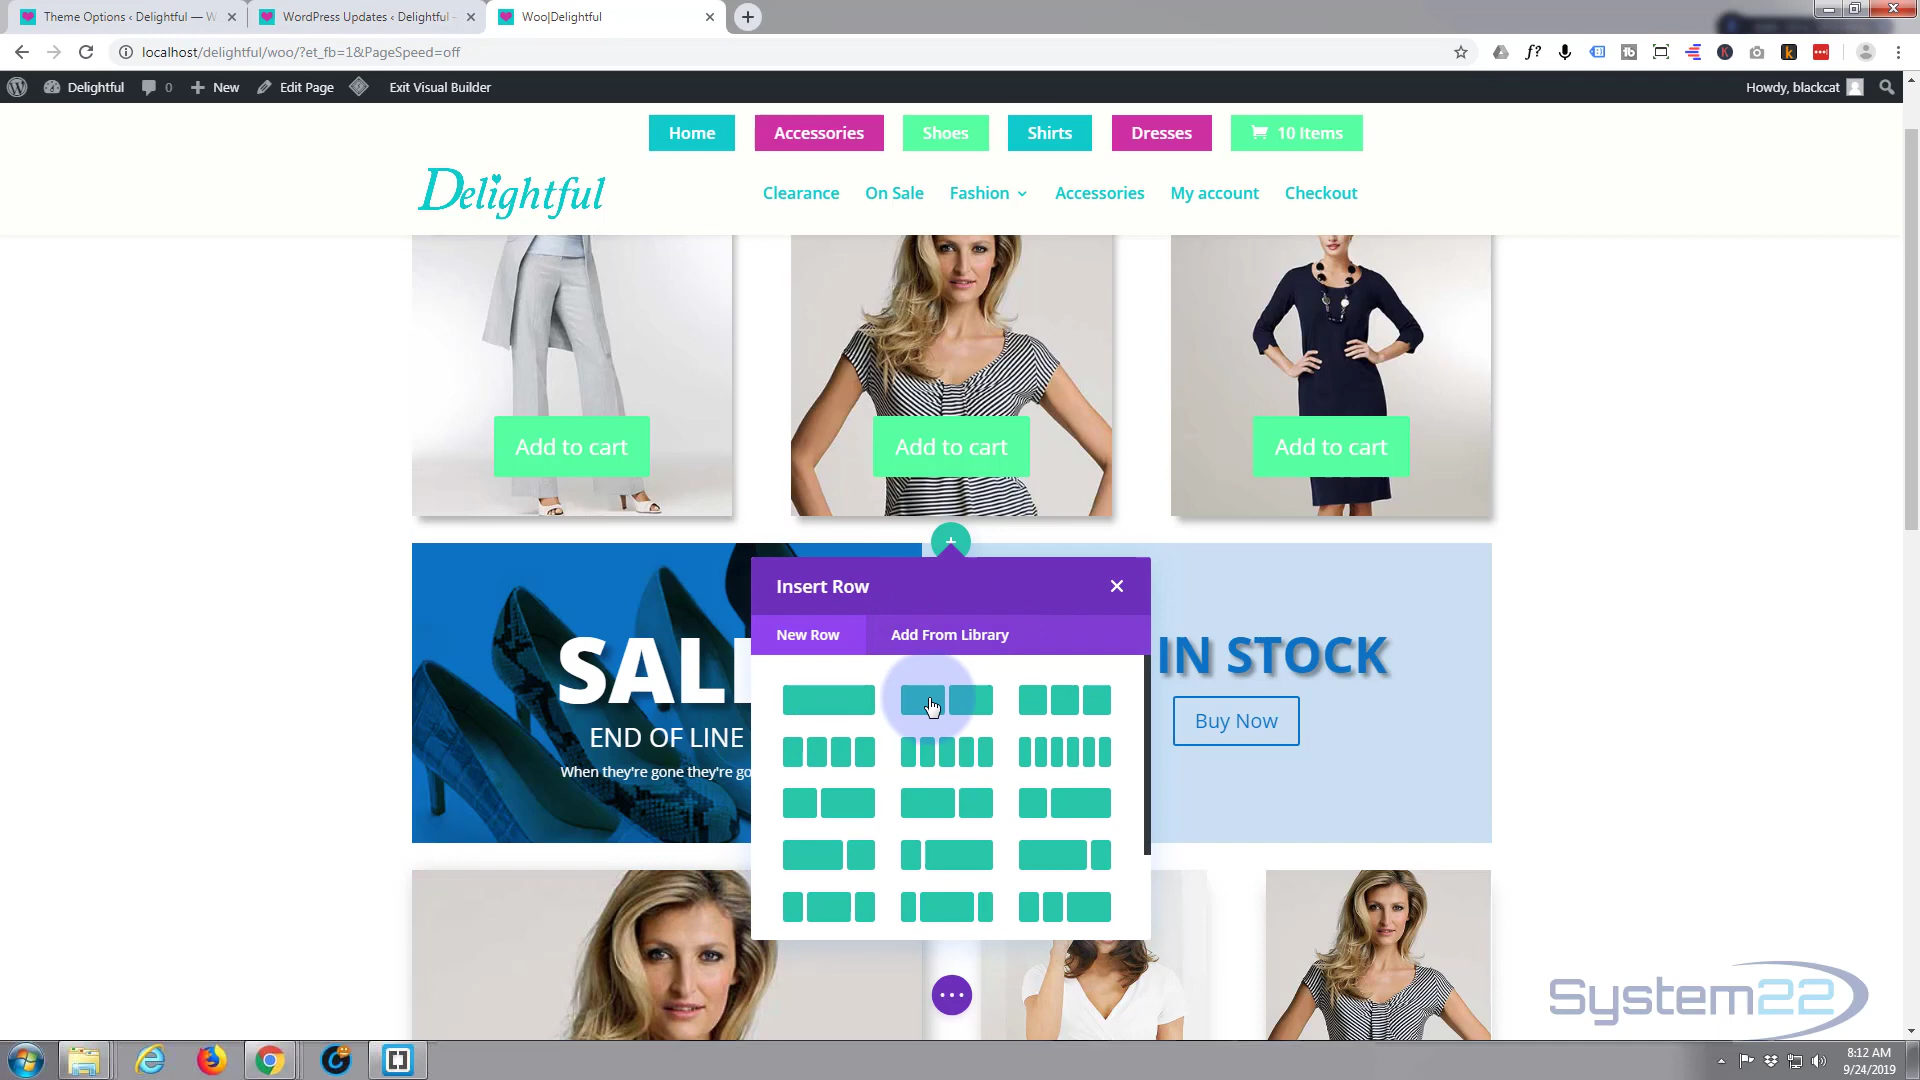 Theme Options ‹ Delightful — W
WordPress Updates ‹ Delightful -
Woo|Delightful
localhost/delightful/woo/?et_fb=1&PageSpeed=off
Delightful
0
New
Edit Page
Exit Visual Builder
Howdy, blackcat
Home
Accessories
Shoes
Shirts
Dresses
10 Items
Delightful
Clearance
On Sale
Fashion
Accessories
My account
Checkout
Add to cart
Add to cart
Add to cart
Insert Row
New Row
Add From Library
SALE
END OF LINE
When they're gone they're go
IN STOCK
Buy Now
System22
8:12 AM
9/24/2019